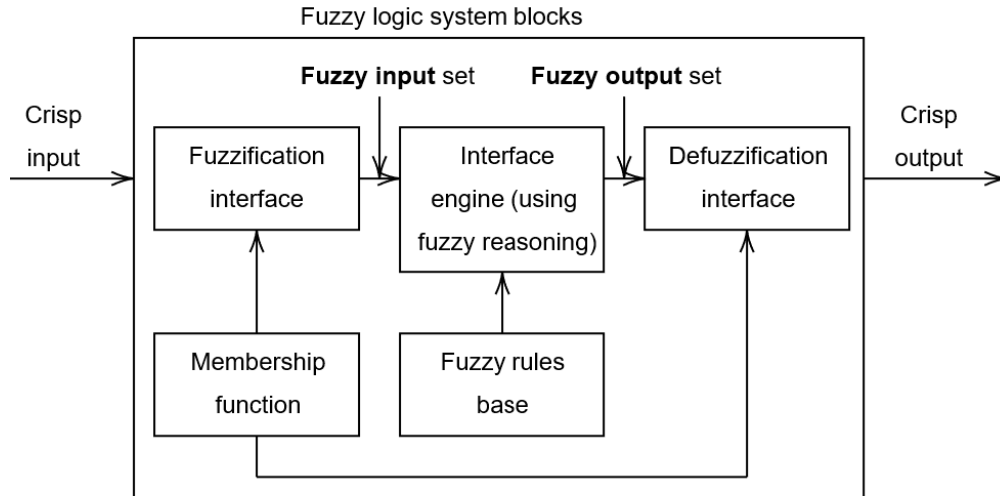 Fuzzy logic system blocks
Fuzzy input set
Fuzzy output set
Crisp
input
Fuzzification
interface
Interface
engine (using
fuzzy reasoning)
Defuzzification
interface
Crisp
output
Membership
function
Fuzzy rules
base